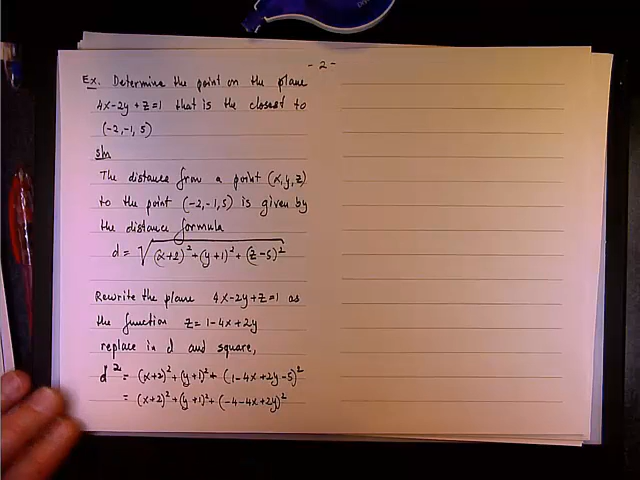 - 2 -
Ex. Determine the point on the plane
4x-2y+z=1 that is the closest to
(-2,-1,5)
Sln
The distance from a point (x,y,z)
to the point (-2,-1,5) is given by
the distance formula
d = √(x+2)²+(y+1)²+(z-5)²
Rewrite the plane 4x-2y+z=1 as
the function z=1-4x+2y
replace in d and square,
d² = (x+2)²+(y+1)²+(1-4x+2y-5)²
= (x+2)²+(y+1)²+(-4-4x+2y)²